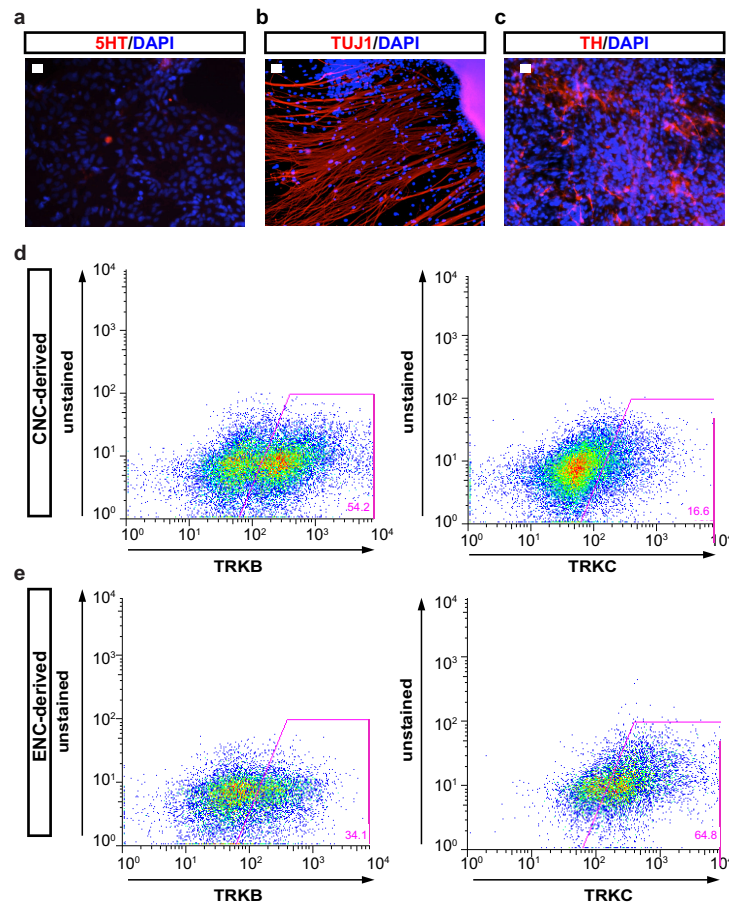 a
5HT/DAPI
b
TUJ1/DAPI
c
TH/DAPI
d
CNC-derived
unstained
10⁴
10³
10²
10¹
10⁰
54.2
10⁰ 10¹ 10² 10³ 10⁴
TRKB
unstained
10⁴
10³
10²
10¹
10⁰
16.6
10⁰ 10¹ 10² 10³ 10⁴
TRKC
e
ENC-derived
unstained
10⁴
10³
10²
10¹
10⁰
34.1
10⁰ 10¹ 10² 10³ 10⁴
TRKB
unstained
10⁴
10³
10²
10¹
10⁰
64.8
10⁰ 10¹ 10² 10³ 10⁴
TRKC